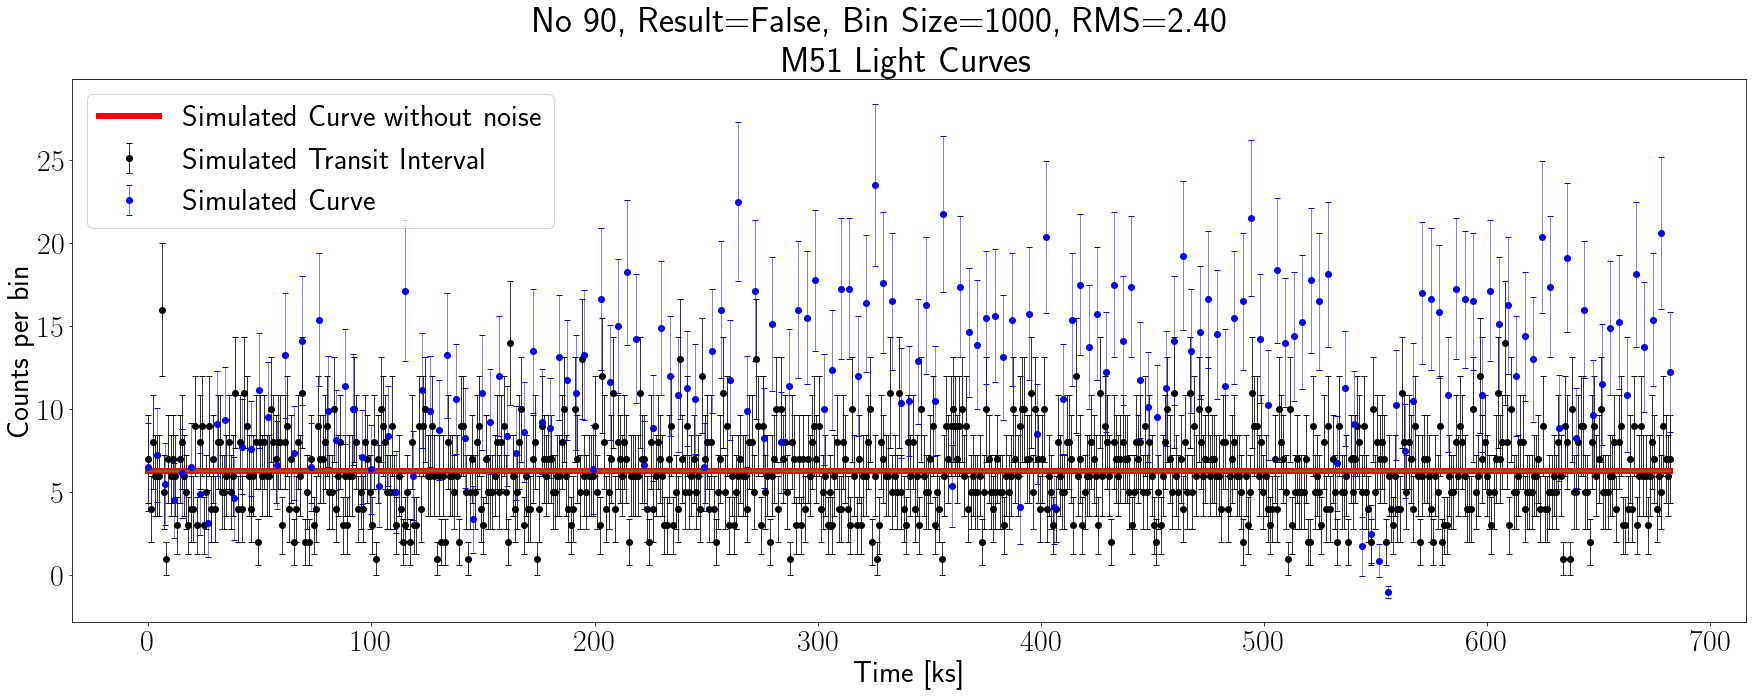 No 90, Result=False, Bin Size=1000, RMS=2.40
M51 Light Curves
Simulated Curve without noise
Simulated Transit Interval
Simulated Curve
Counts per bin
25
20
15
10
5
0
0 100 200 300 400 500 600 700
Time [ks]